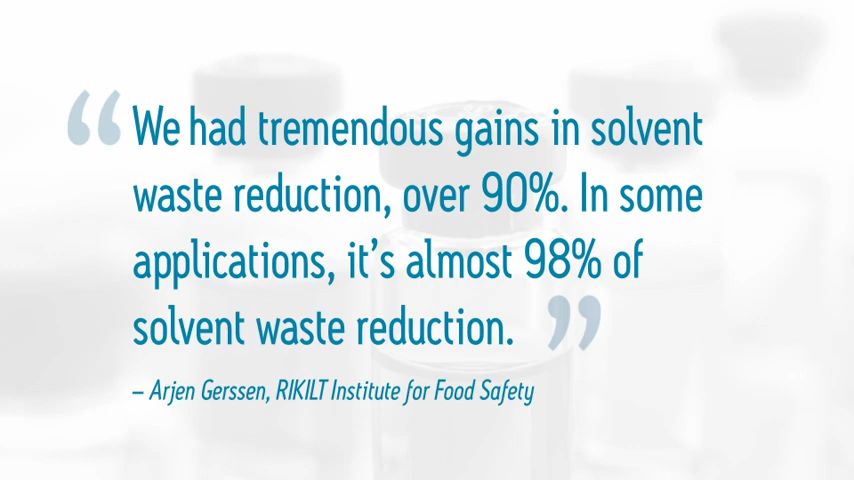 “We had tremendous gains in solvent
waste reduction, over 90%. In some
applications, it’s almost 98% of
solvent waste reduction.”
– Arjen Gerssen, RIKILT Institute for Food Safety